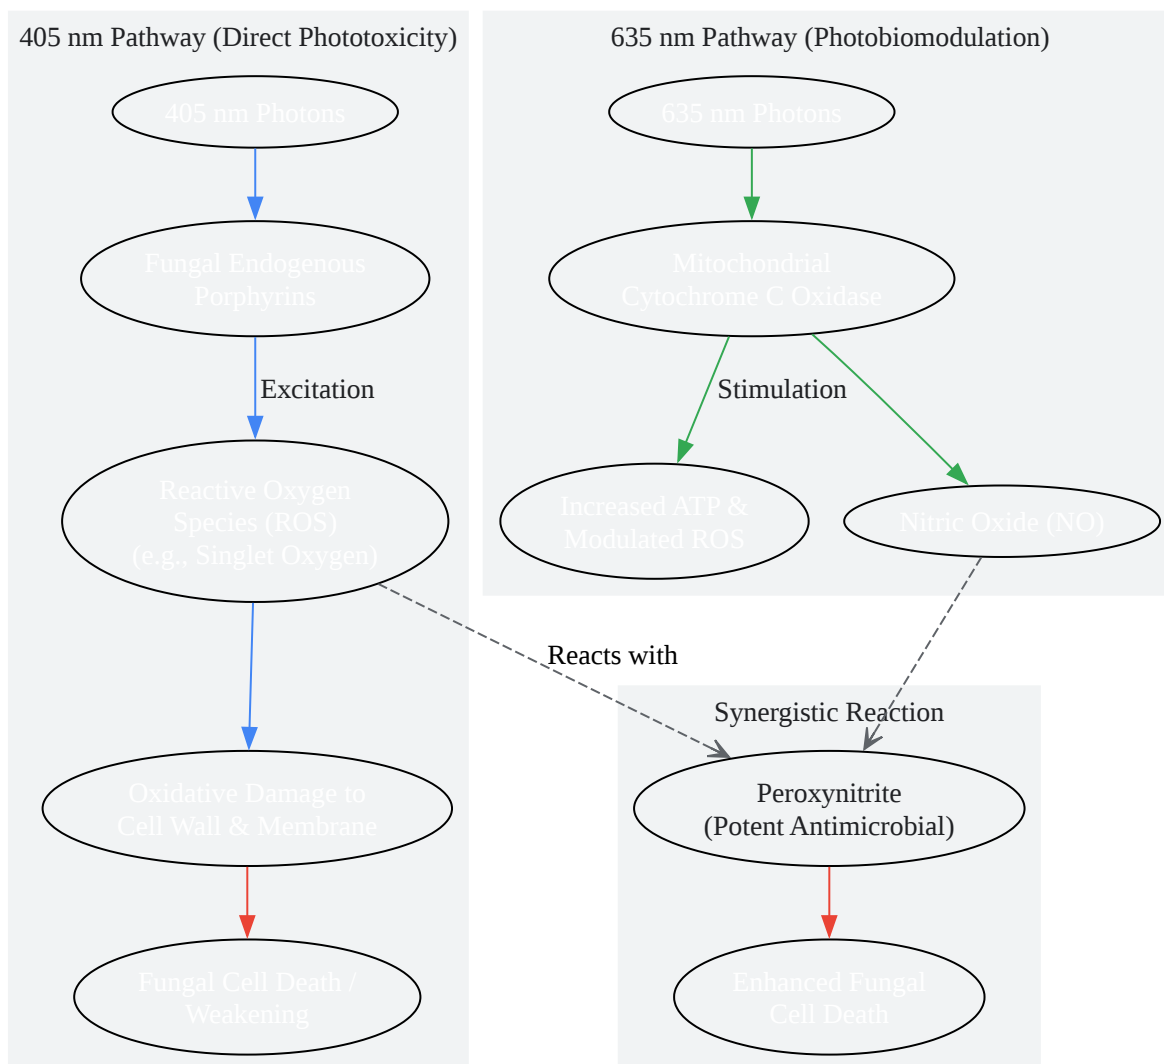 405 nm Pathway (Direct Phototoxicity)
405 nm Photons
Fungal Endogenous
Porphyrins
Excitation
Reactive Oxygen
Species (ROS)
(e.g., Singlet Oxygen)
Oxidative Damage to
Cell Wall & Membrane
Fungal Cell Death /
Weakening
635 nm Pathway (Photobiomodulation)
635 nm Photons
Mitochondrial
Cytochrome C Oxidase
Stimulation
Increased ATP &
Modulated ROS
Nitric Oxide (NO)
Reacts with
Synergistic Reaction
Peroxynitrite
(Potent Antimicrobial)
Enhanced Fungal
Cell Death